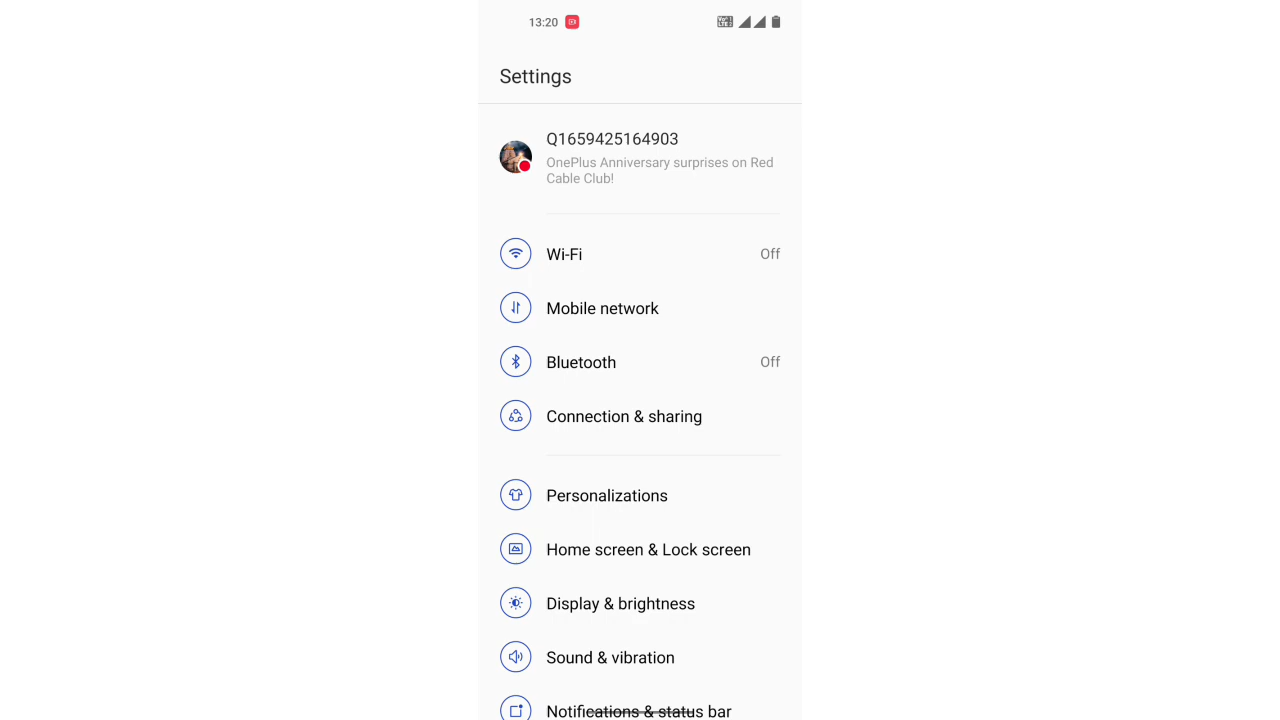 13:20
Settings
Q1659425164903
OnePlus Anniversary surprises on Red
Cable Club!
Wi-Fi Off
Mobile network
Bluetooth Off
Connection & sharing
Personalizations
Home screen & Lock screen
Display & brightness
Sound & vibration
Notifications & status bar